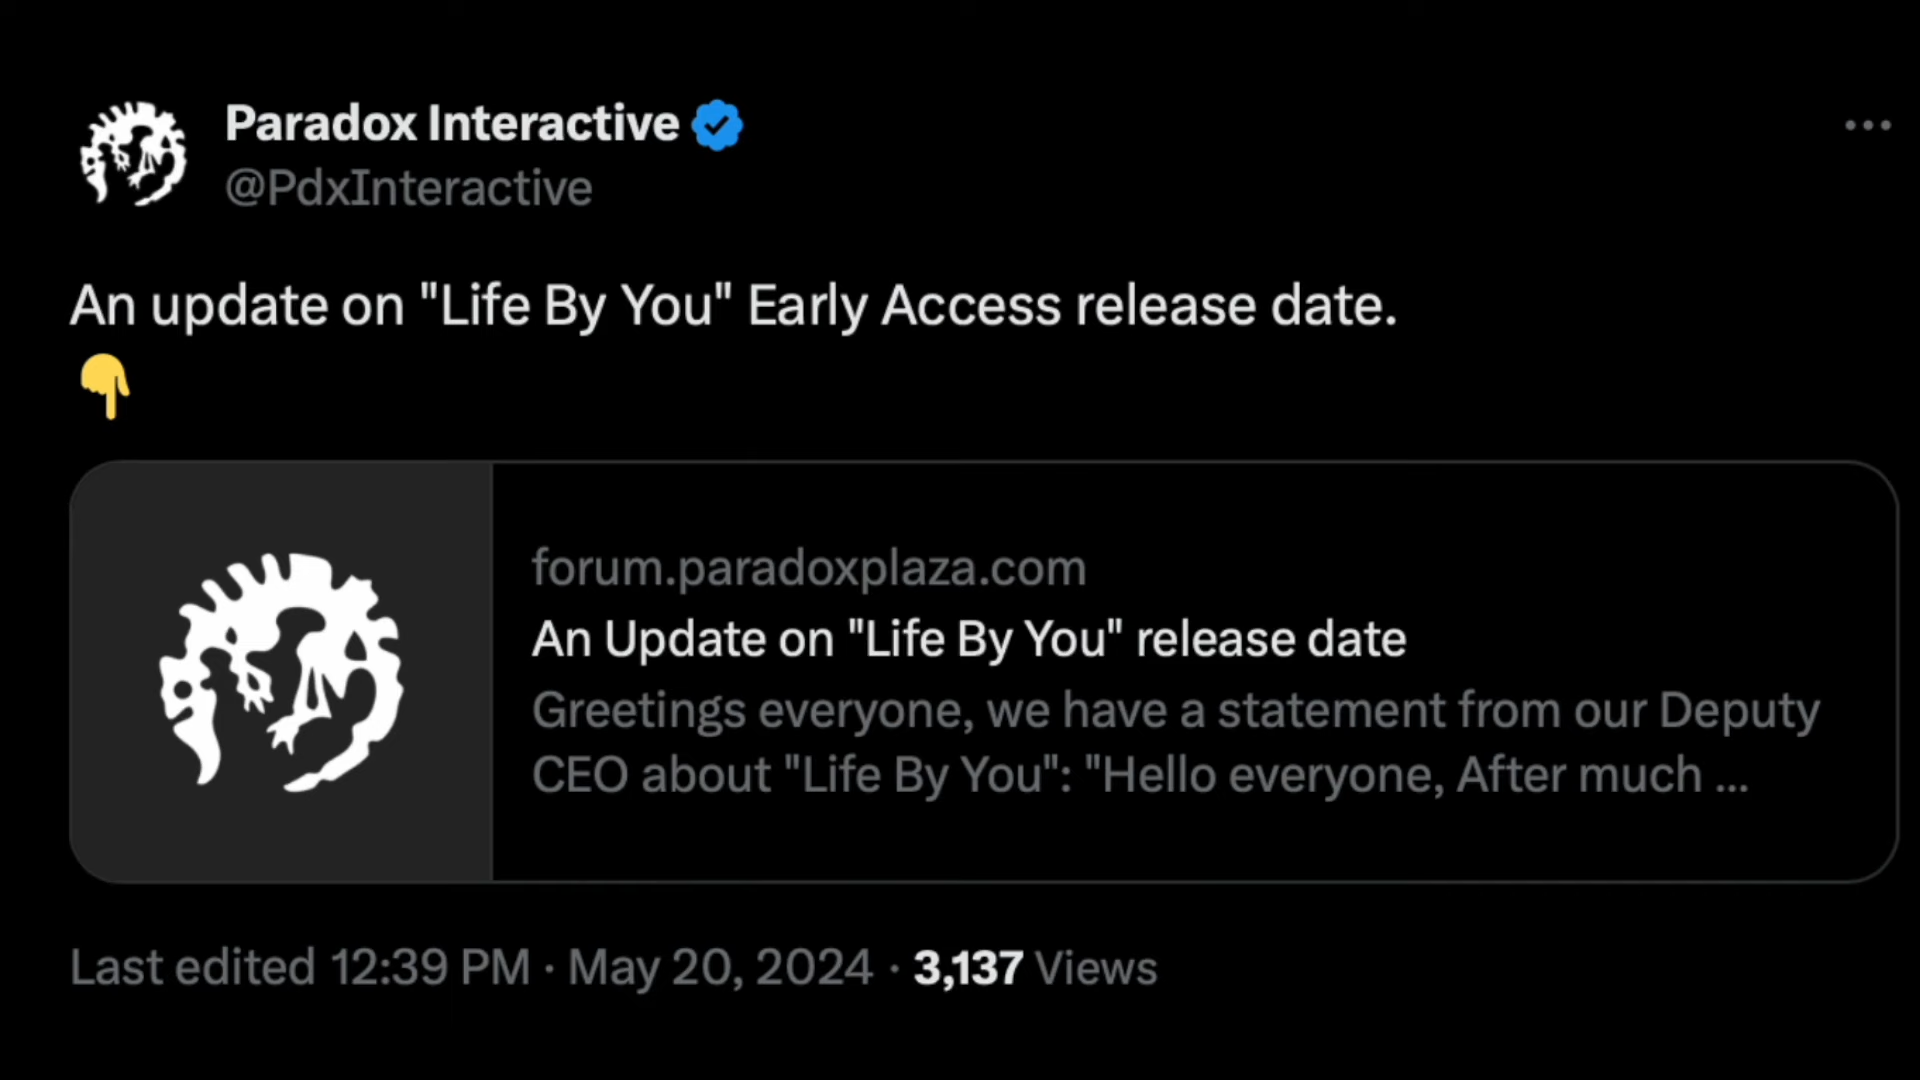 Paradox Interactive
@PdxInteractive
An update on "Life By You" Early Access release date.
👇
forum.paradoxplaza.com
An Update on "Life By You" release date
Greetings everyone, we have a statement from our Deputy
CEO about "Life By You": "Hello everyone, After much ...
Last edited 12:39 PM · May 20, 2024 · 3,137 Views